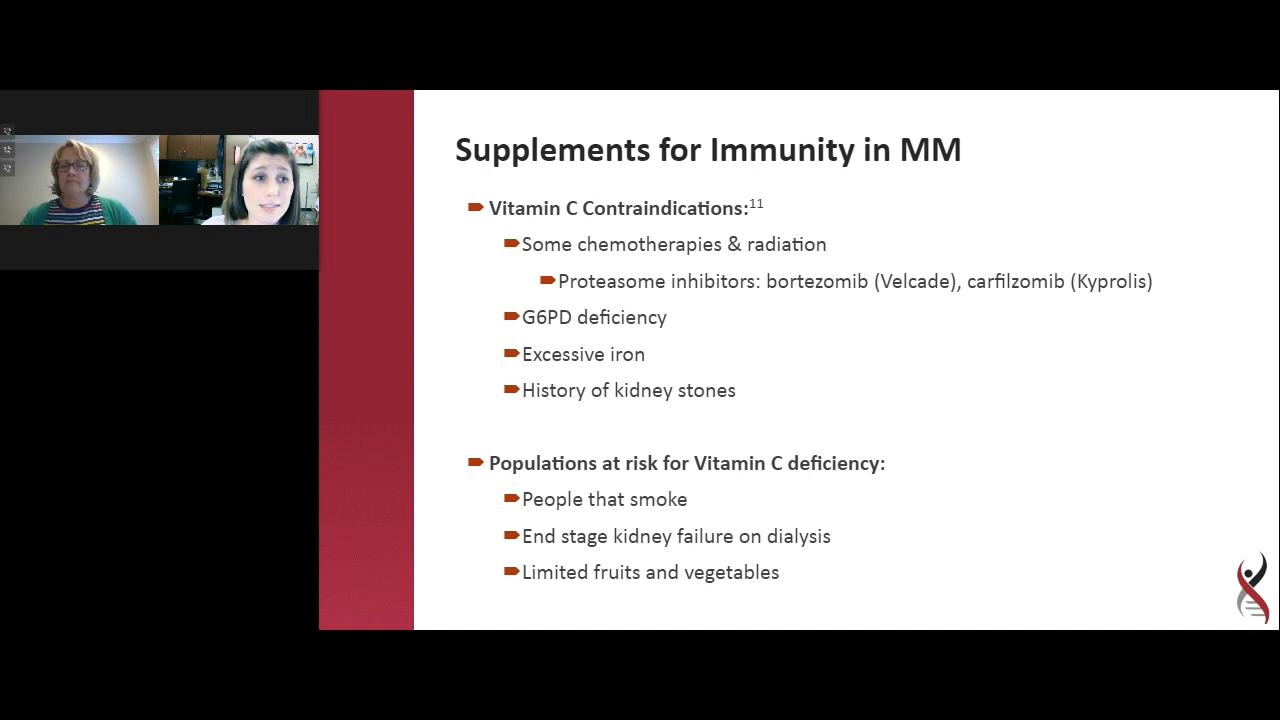 Supplements for Immunity in MM
Vitamin C Contraindications:11
Some chemotherapies & radiation
Proteasome inhibitors: bortezomib (Velcade), carfilzomib (Kyprolis)
G6PD deficiency
Excessive iron
History of kidney stones
Populations at risk for Vitamin C deficiency:
People that smoke
End stage kidney failure on dialysis
Limited fruits and vegetables